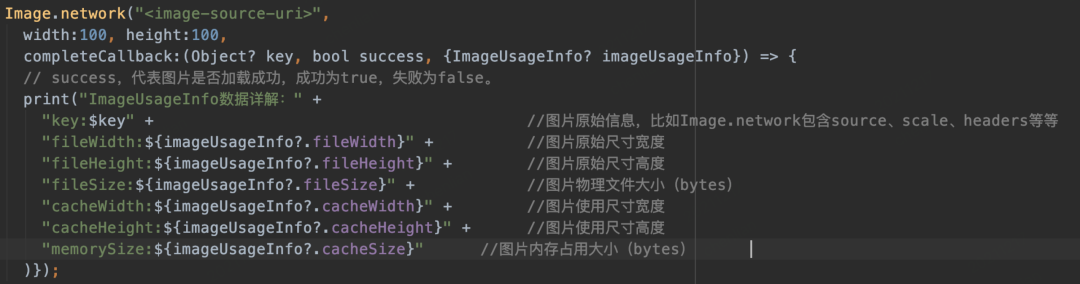 Image.network("<image-source-uri>",
width:100, height:100,
completeCallback:(Object? key, bool success, {ImageUsageInfo? imageUsageInfo}) => {
// success，代表图片是否加载成功，成功为true，失败为false。
print("ImageUsageInfo数据详解：" +
"key:$key" + //图片原始信息，比如Image.network包含source、scale、headers等等
"fileWidth:${imageUsageInfo?.fileWidth}" + //图片原始尺寸宽度
"fileHeight:${imageUsageInfo?.fileHeight}" + //图片原始尺寸高度
"fileSize:${imageUsageInfo?.fileSize}" + //图片物理文件大小（bytes）
"cacheWidth:${imageUsageInfo?.cacheWidth}" + //图片使用尺寸宽度
"cacheHeight:${imageUsageInfo?.cacheHeight}" + //图片使用尺寸高度
"memorySize:${imageUsageInfo?.cacheSize}" //图片内存占用大小（bytes）
)});